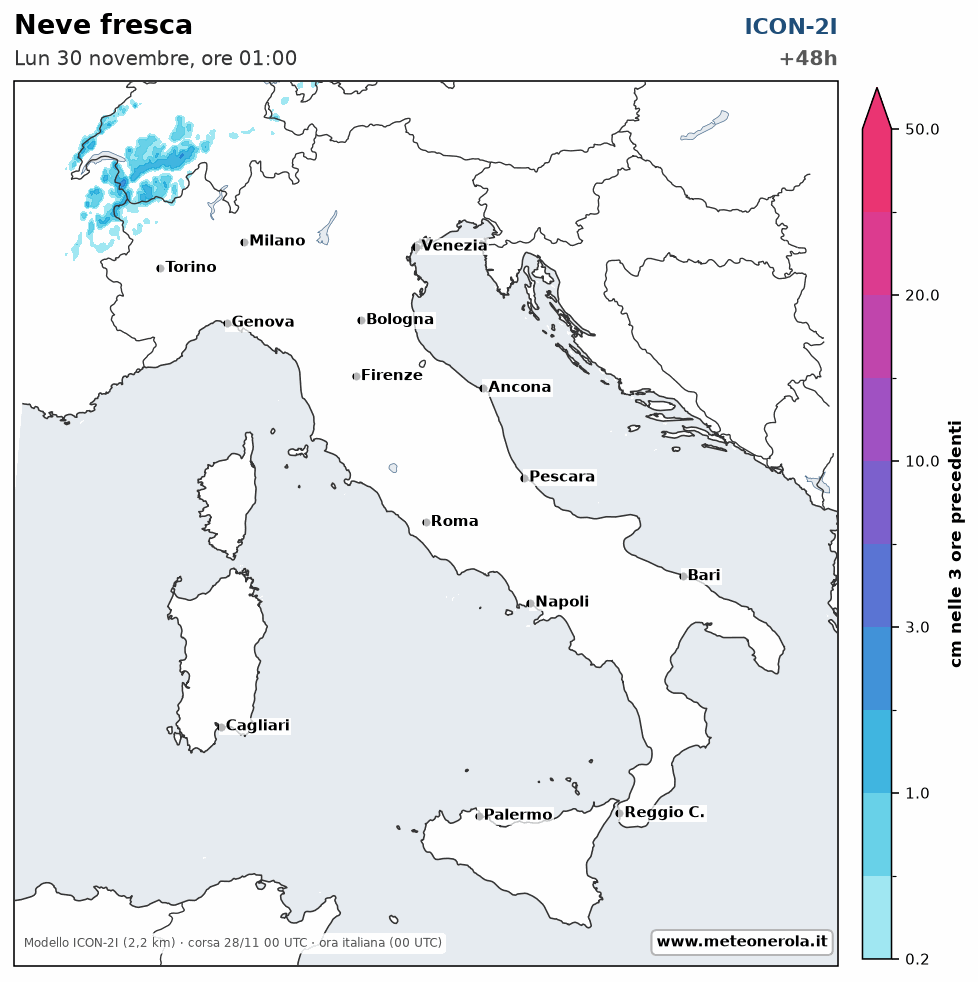 Neve fresca
ICON-2I
Lun 30 novembre, ore 01:00
+48h
50.0
20.0
10.0
3.0
1.0
0.2
cm nelle 3 ore precedenti
Milano
Venezia
Torino
Genova
Bologna
Firenze
Ancona
Pescara
Roma
Bari
Napoli
Cagliari
Palermo
Reggio C.
Modello ICON-2I (2,2 km) · corsa 28/11 00 UTC · ora italiana (00 UTC)
www.meteonerola.it